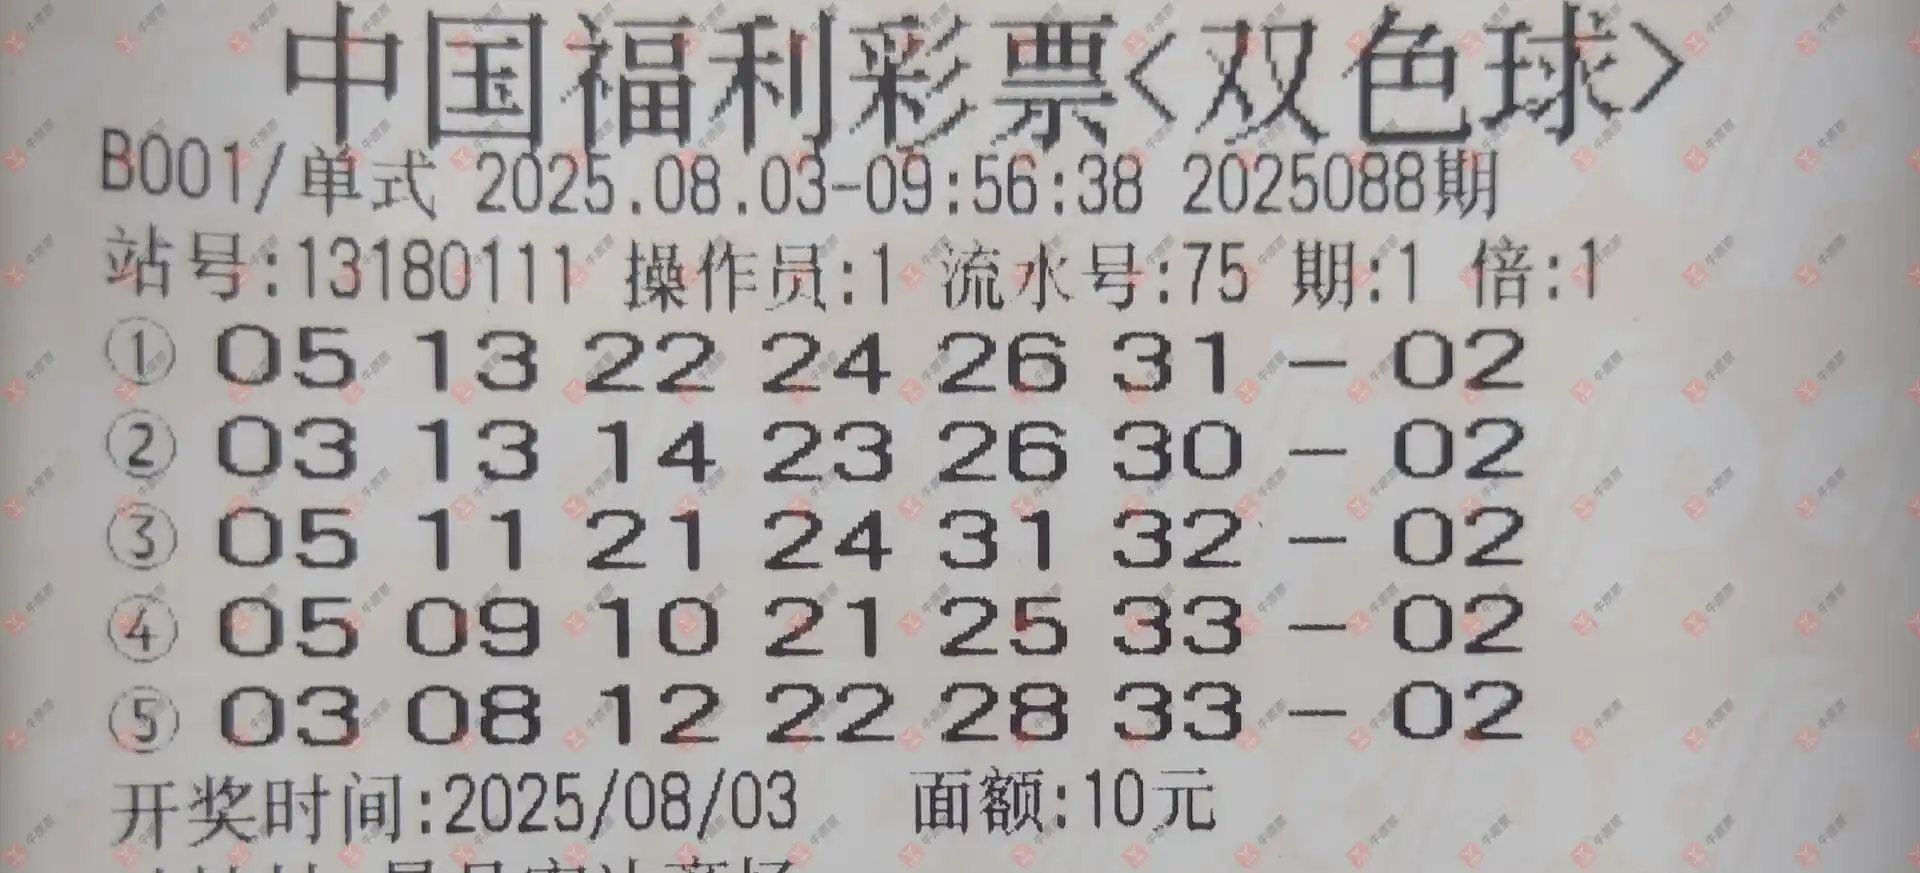 中国福利彩票<双色球>
B001/单式 2025.08.03-09:56:38 2025088期
站号:13180111 操作员:1 流水号:75 期:1 倍:1
① 05 13 22 24 26 31 - 02
② 03 13 14 23 26 30 - 02
③ 05 11 21 24 31 32 - 02
④ 05 09 10 21 25 33 - 02
⑤ 03 08 12 22 28 33 - 02
开奖时间:2025/08/03 面额:10元